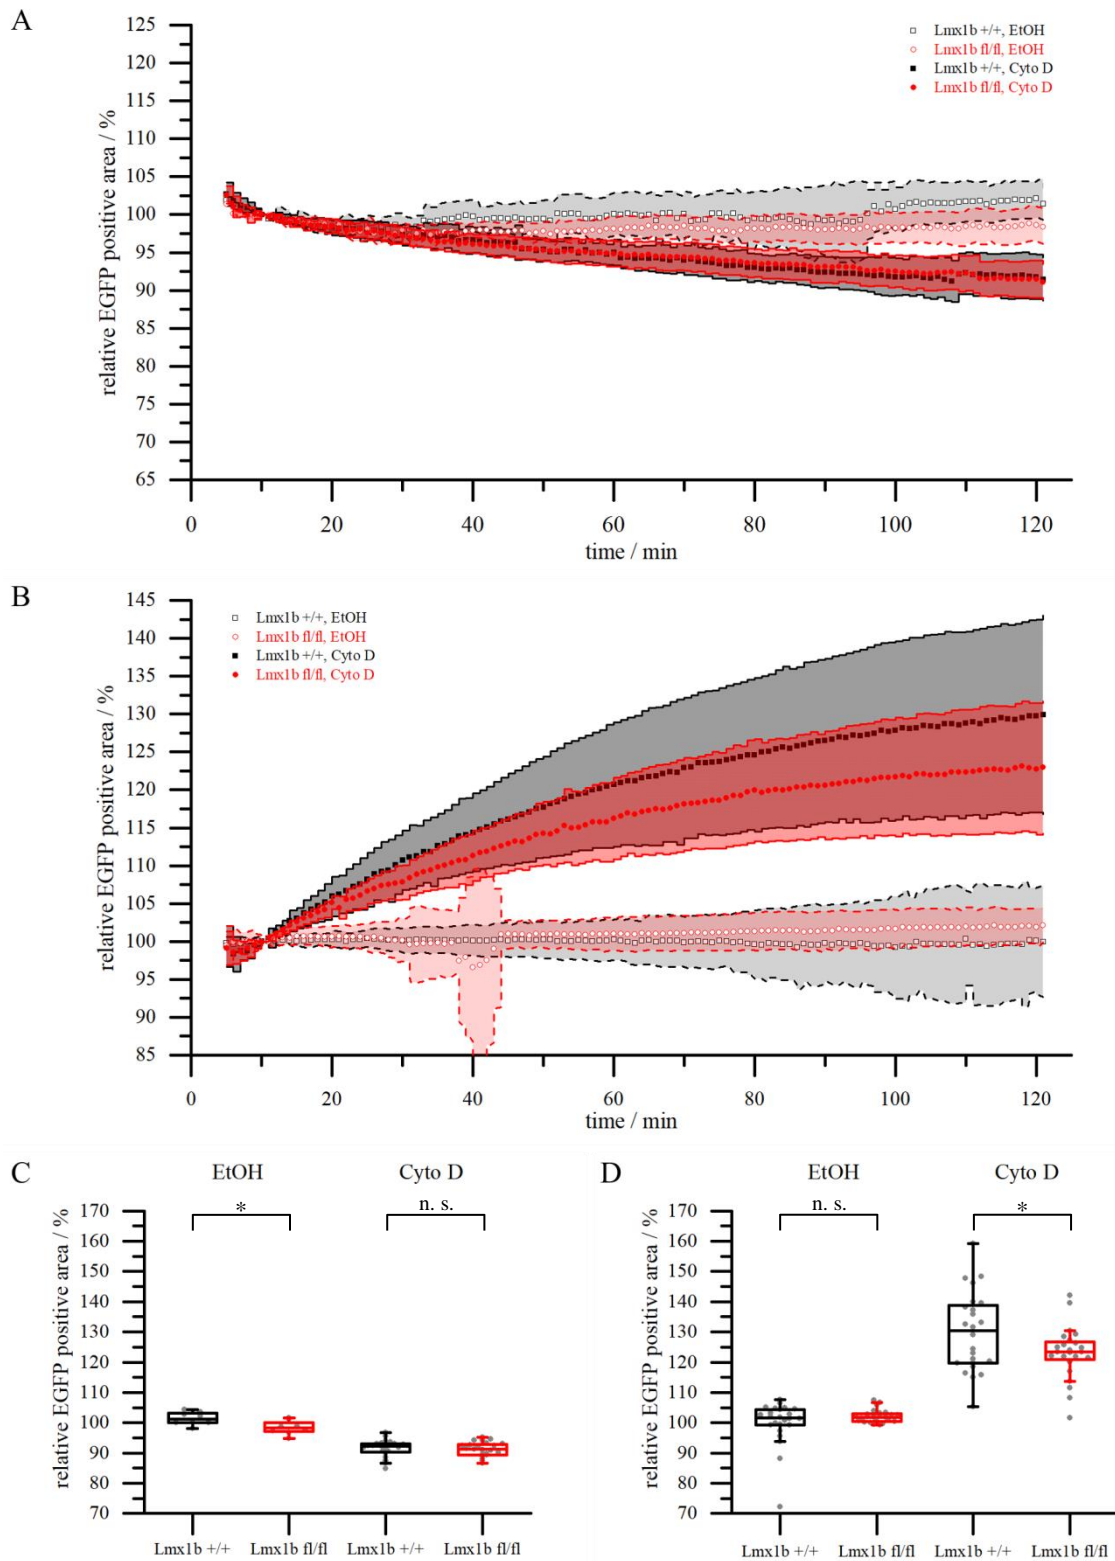 A
125
120
115
110
105
100
95
90
85
80
75
70
65
relative EGFP positive area / %
Lmx1b +/+, EtOH
Lmx1b fl/fl, EtOH
Lmx1b +/+, Cyto D
Lmx1b fl/fl, Cyto D
0 20 40 60 80 100 120
time / min
B
145
140
135
130
125
120
115
110
105
100
95
90
85
relative EGFP positive area / %
Lmx1b +/+, EtOH
Lmx1b fl/fl, EtOH
Lmx1b +/+, Cyto D
Lmx1b fl/fl, Cyto D
0 20 40 60 80 100 120
time / min
C
EtOH Cyto D
170
160
150
140
130
120
110
100
90
80
70
relative EGFP positive area / %
* n. s.
Lmx1b +/+ Lmx1b fl/fl Lmx1b +/+ Lmx1b fl/fl
D
EtOH Cyto D
170
160
150
140
130
120
110
100
90
80
70
relative EGFP positive area / %
n. s. *
Lmx1b +/+ Lmx1b fl/fl Lmx1b +/+ Lmx1b fl/fl